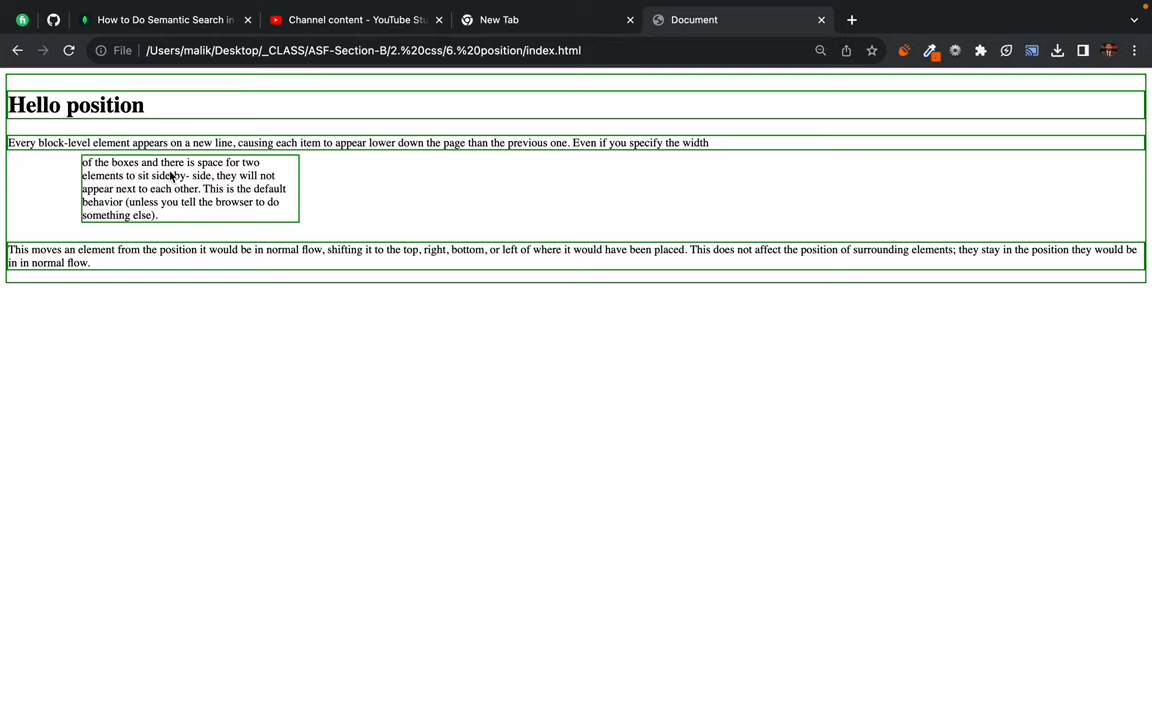 How to Do Semantic Search in
Channel content - YouTube Stu
New Tab
Document
File
/Users/malik/Desktop/_CLASS/ASF-Section-B/2.%20css/6.%20position/index.html
Hello position
Every block-level element appears on a new line, causing each item to appear lower down the page than the previous one. Even if you specify the width
of the boxes and there is space for two
elements to sit side-by- side, they will not
appear next to each other. This is the default
behavior (unless you tell the browser to do
something else).
This moves an element from the position it would be in normal flow, shifting it to the top, right, bottom, or left of where it would have been placed. This does not affect the position of surrounding elements; they stay in the position they would be
in in normal flow.